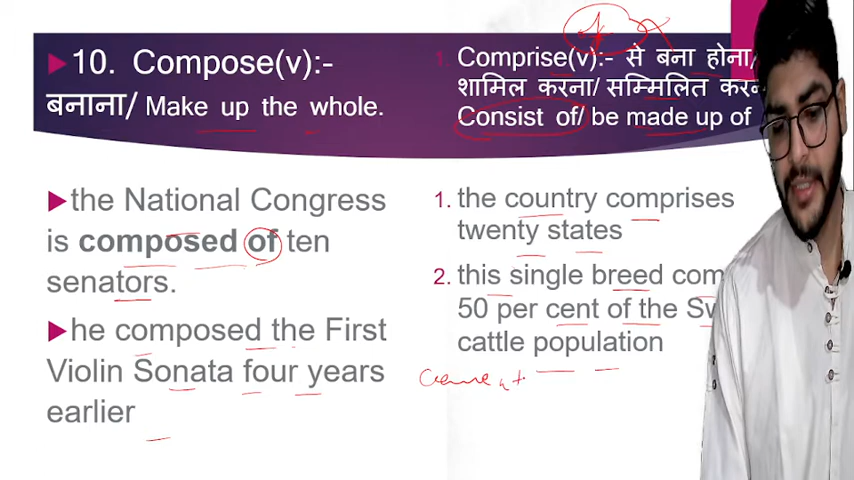 10. Compose(v):-
बनाना/ Make up the whole.
the National Congress
is composed of ten
senators.
he composed the First
Violin Sonata four years
earlier
1. Comprise(v):- से बना होना/
शामिल करना/ सम्मिलित
Consist of/ be made up of
1. the country comprises
twenty states
2. this single breed
50 per cent of the
cattle population